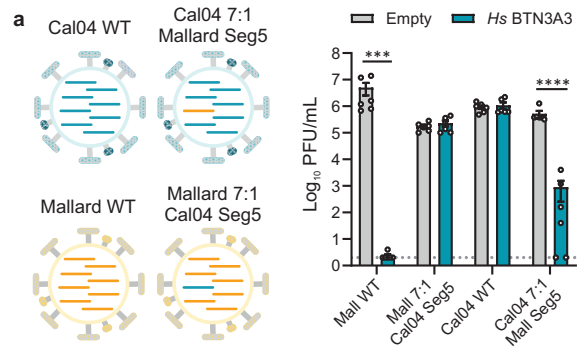 a
Cal04 WT
Cal04 7:1
Mallard Seg5
Mallard WT
Mallard 7:1
Cal04 Seg5
Empty
Hs BTN3A3
Log₁₀ PFU/mL
8
7
6
5
4
3
2
1
0
***
****
Mall WT
Mall 7:1
Cal04 Seg5
Cal04 WT
Cal04 7:1
Mall Seg5